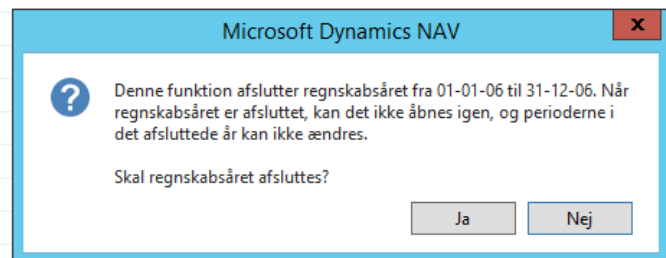 Microsoft Dynamics NAV
x
Denne funktion afslutter regnskabsåret fra 01-01-06 til 31-12-06. Når
regnskabsåret er afsluttet, kan det ikke åbnes igen, og perioderne i
det afsluttede år kan ikke ændres.
Skal regnskabsåret afsluttes?
Ja
Nej